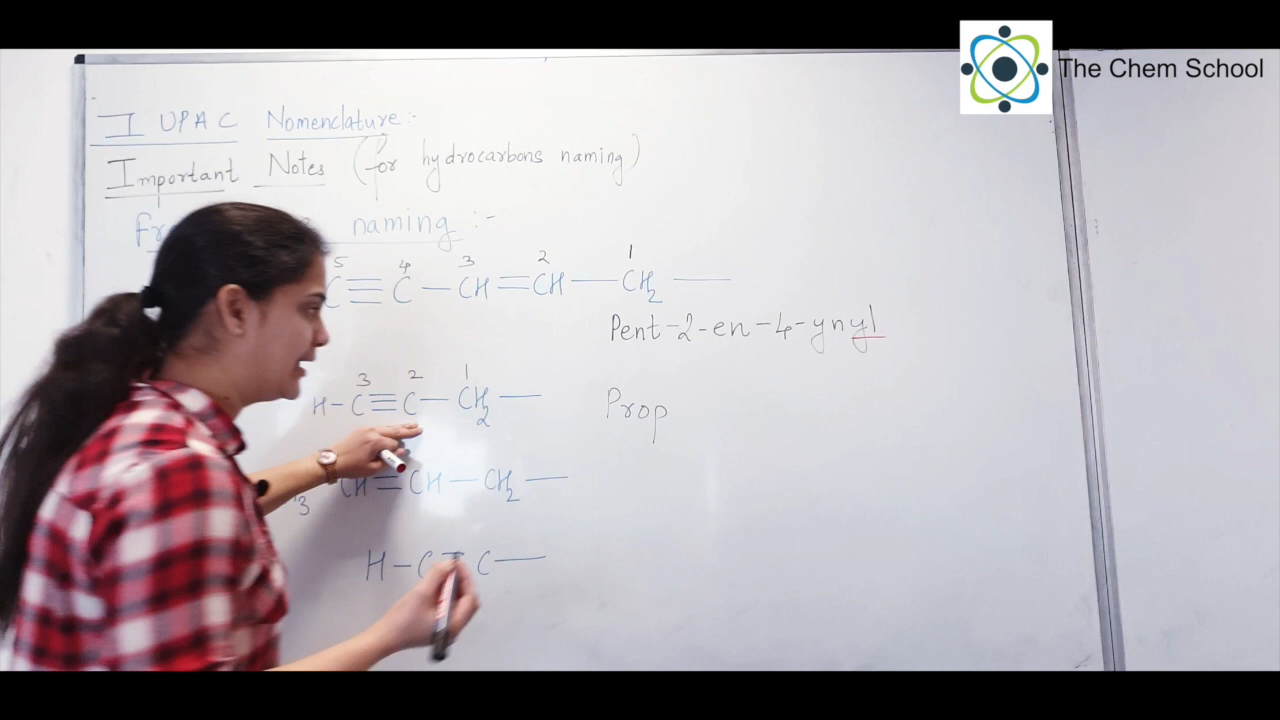 The Chem School
IUPAC Nomenclature:-
Important Notes (for hydrocarbons naming)
naming :-
5 4 3 2 1
C≡C-CH=CH-CH2-
Pent-2-en-4-ynyl
3 2 1
H-C≡C-CH2- Prop
3 CH=CH-CH2-
H-C C-